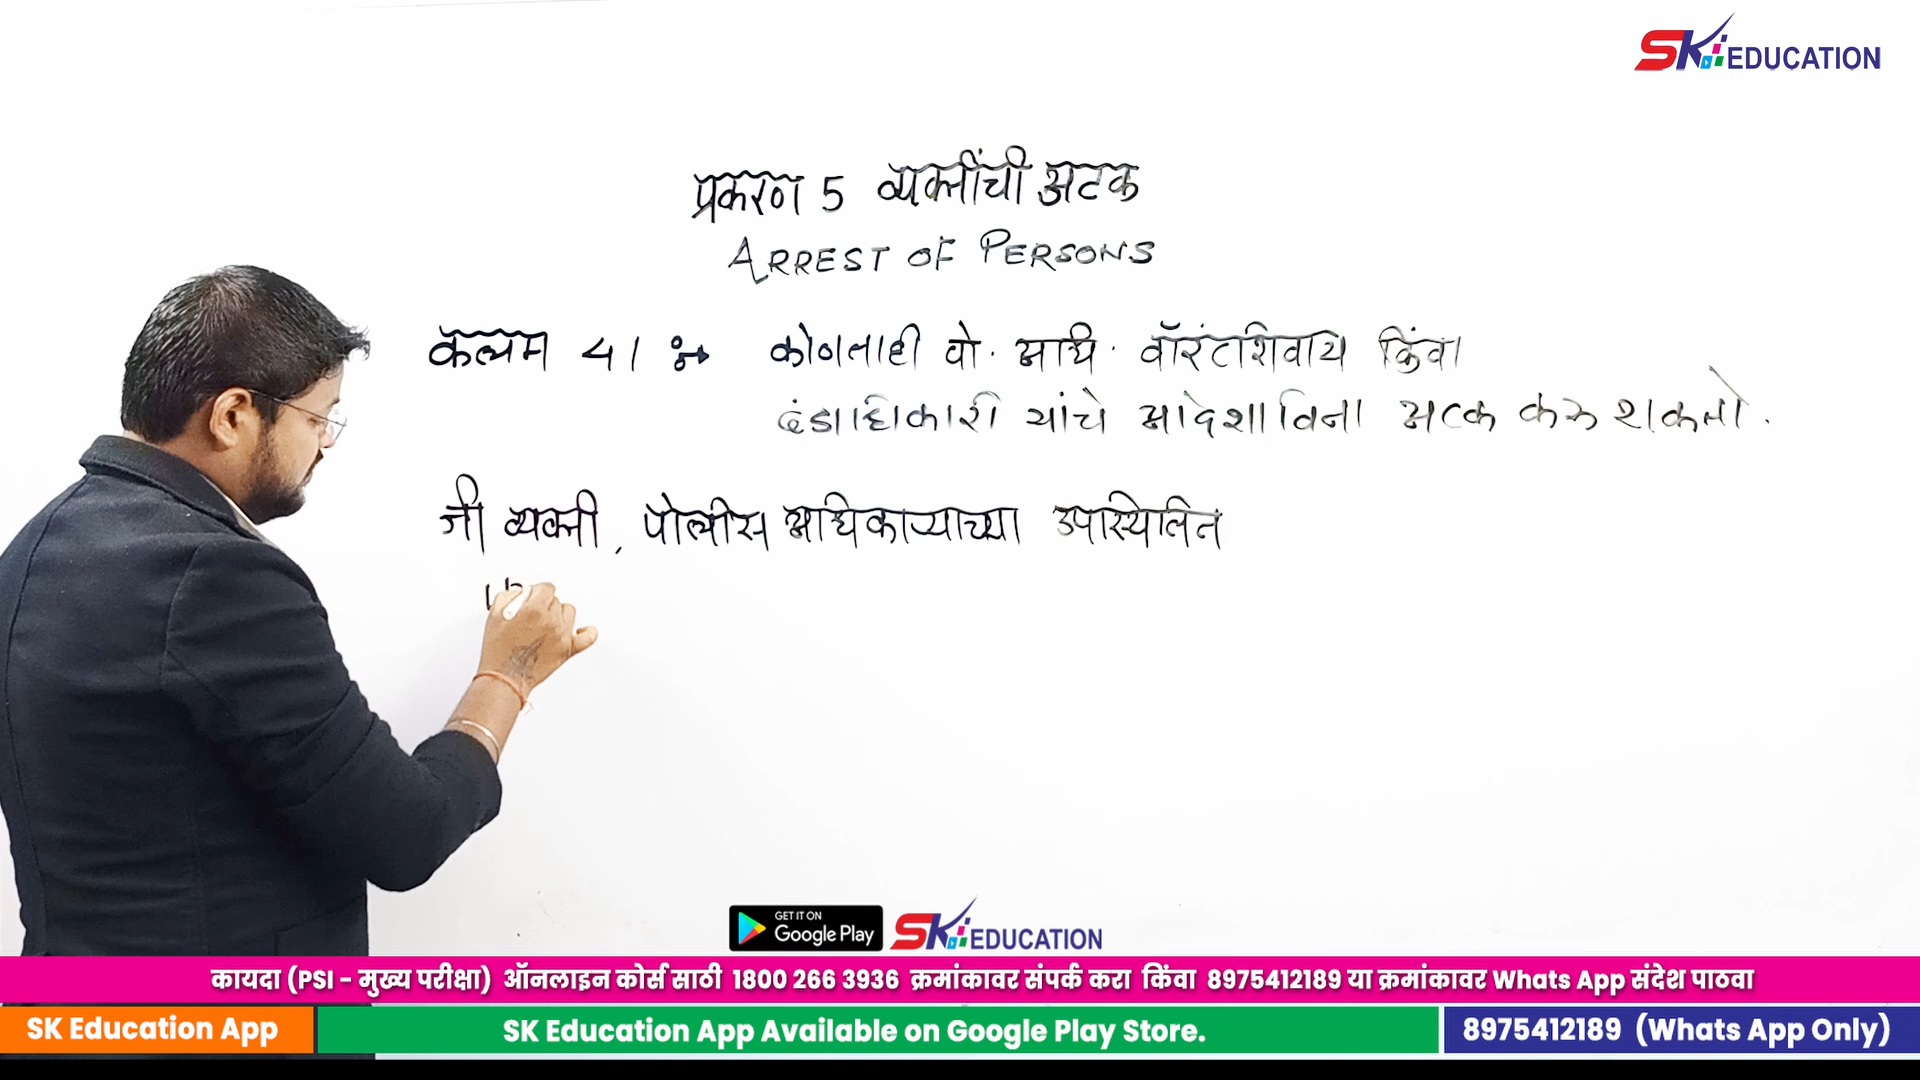 SK EDUCATION
प्रकरण 5 व्यक्तींची अटक
ARREST OF PERSONS
कलम 41 कोणताही पो. अधि. वॉरंटशिवाय किंवा
दंडाधिकारी यांचे आदेशाविना अटक करू शकतो.
जी व्यक्ती, पोलीस अधिकाऱ्याच्या उपस्थितीत
GET IT ON
Google Play
SK EDUCATION
कायदा (PSI - मुख्य परीक्षा) ऑनलाइन कोर्स साठी 1800 266 3936 क्रमांकावर संपर्क करा किंवा 8975412189 या क्रमांकावर Whats App संदेश पाठवा
SK Education App
SK Education App Available on Google Play Store.
8975412189 (Whats App Only)